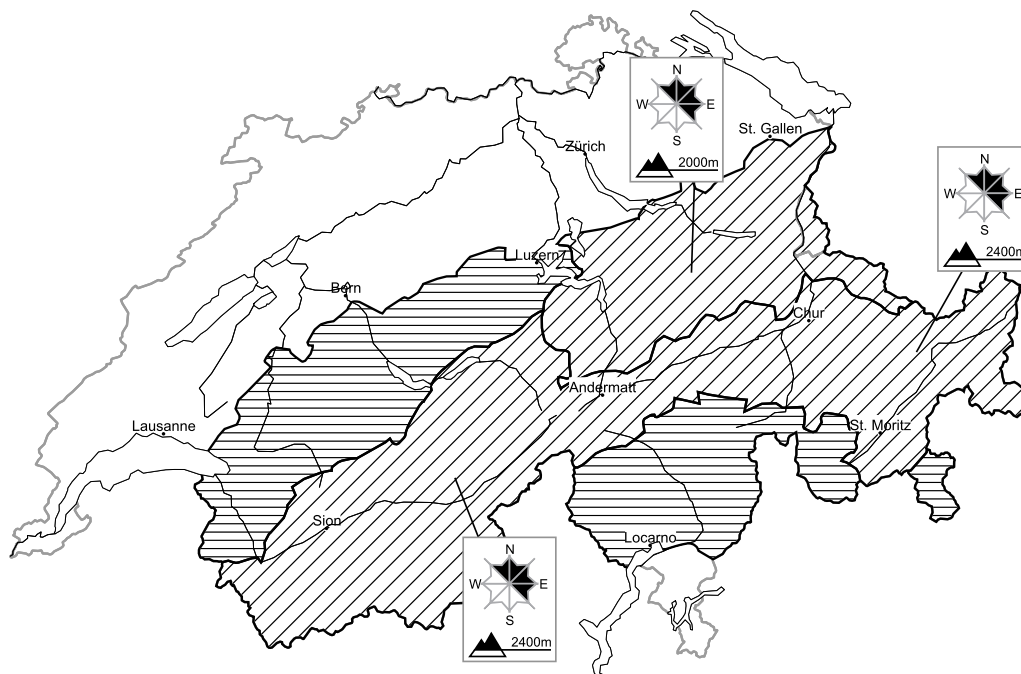 N
W E
S
2000m
St. Gallen
Zürich
N
W E
S
2400m
Luzern
Bern
Chur
Andermatt
Lausanne
St. Moritz
Sion
Locarno
N
W E
S
2400m